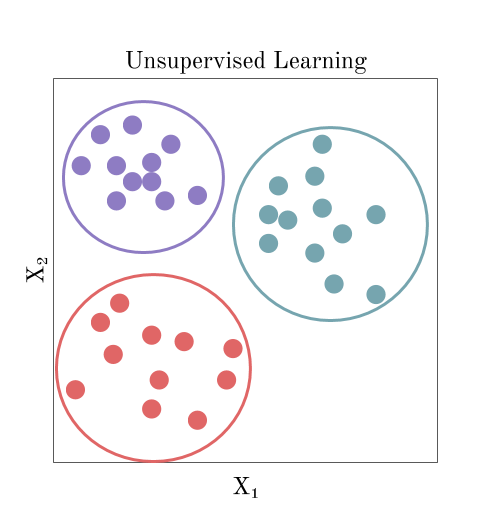 Unsupervised Learning
X₂
X₁